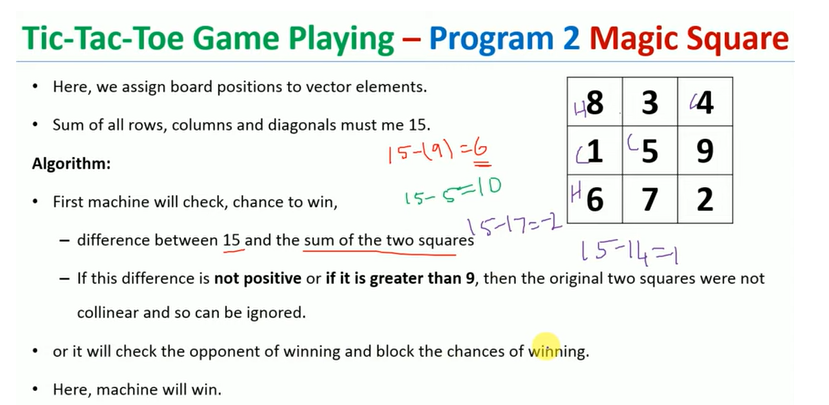 Tic-Tac-Toe Game Playing – Program 2 Magic Square
• Here, we assign board positions to vector elements.
• Sum of all rows, columns and diagonals must me 15.
15-(9)=6
Algorithm:
15-5=10
• First machine will check, chance to win,
15-17=-2
– difference between 15 and the sum of the two squares
– If this difference is not positive or if it is greater than 9, then the original two squares were not
collinear and so can be ignored.
• or it will check the opponent of winning and block the chances of winning.
• Here, machine will win.
H8 3 C4
C1 C5 9
H6 7 2
15-14=1